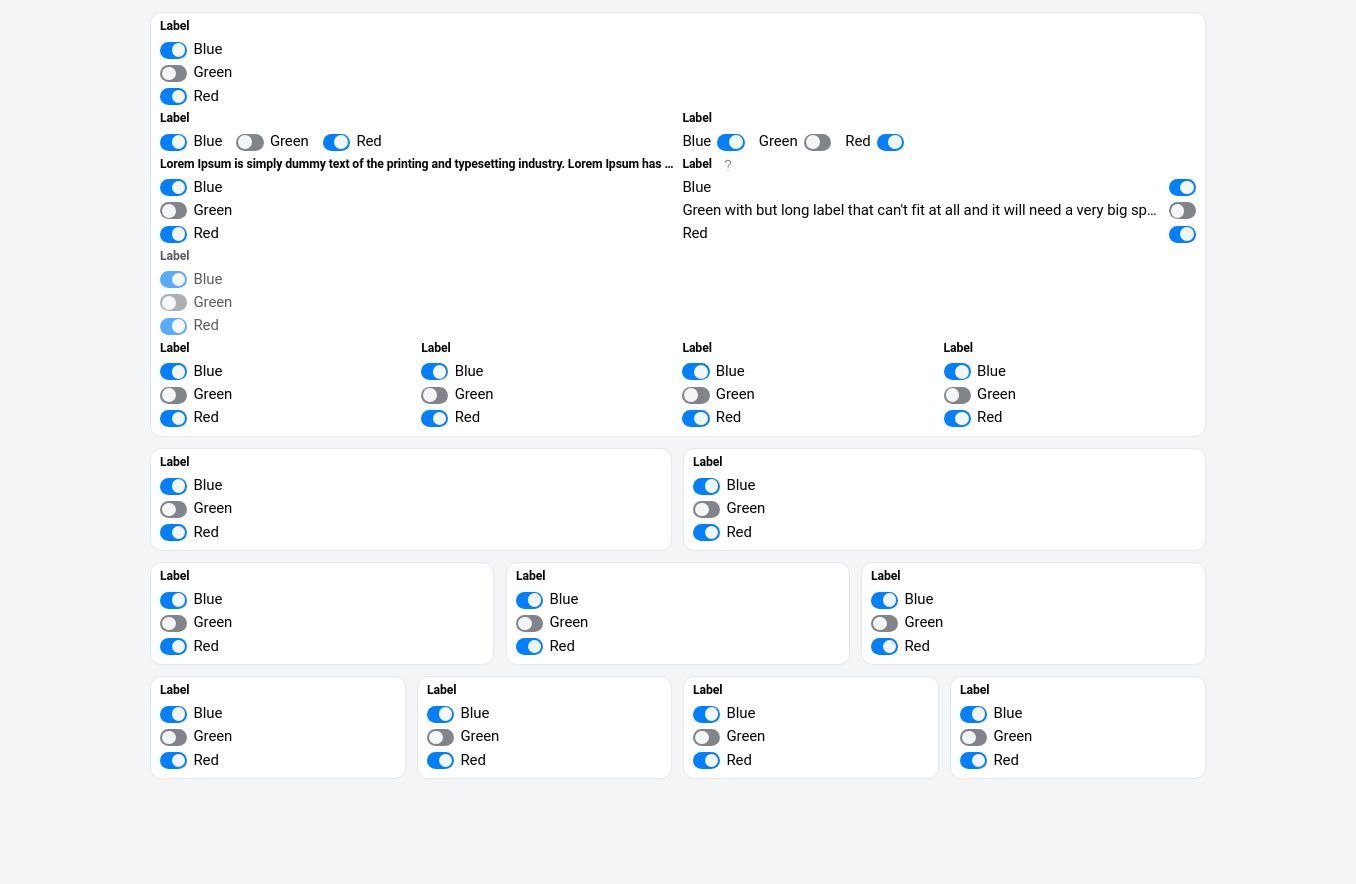 Label
Blue
Green
Red
Label
Blue Green Red
Label
Blue Green Red
Lorem Ipsum is simply dummy text of the printing and typesetting industry. Lorem Ipsum has ...
Blue
Green
Red
Label ?
Blue
Green with but long label that can't fit at all and it will need a very big sp...
Red
Label
Blue
Green
Red
Label
Blue
Green
Red
Label
Blue
Green
Red
Label
Blue
Green
Red
Label
Blue
Green
Red
Label
Blue
Green
Red
Label
Blue
Green
Red
Label
Blue
Green
Red
Label
Blue
Green
Red
Label
Blue
Green
Red
Label
Blue
Green
Red
Label
Blue
Green
Red
Label
Blue
Green
Red
Label
Blue
Green
Red